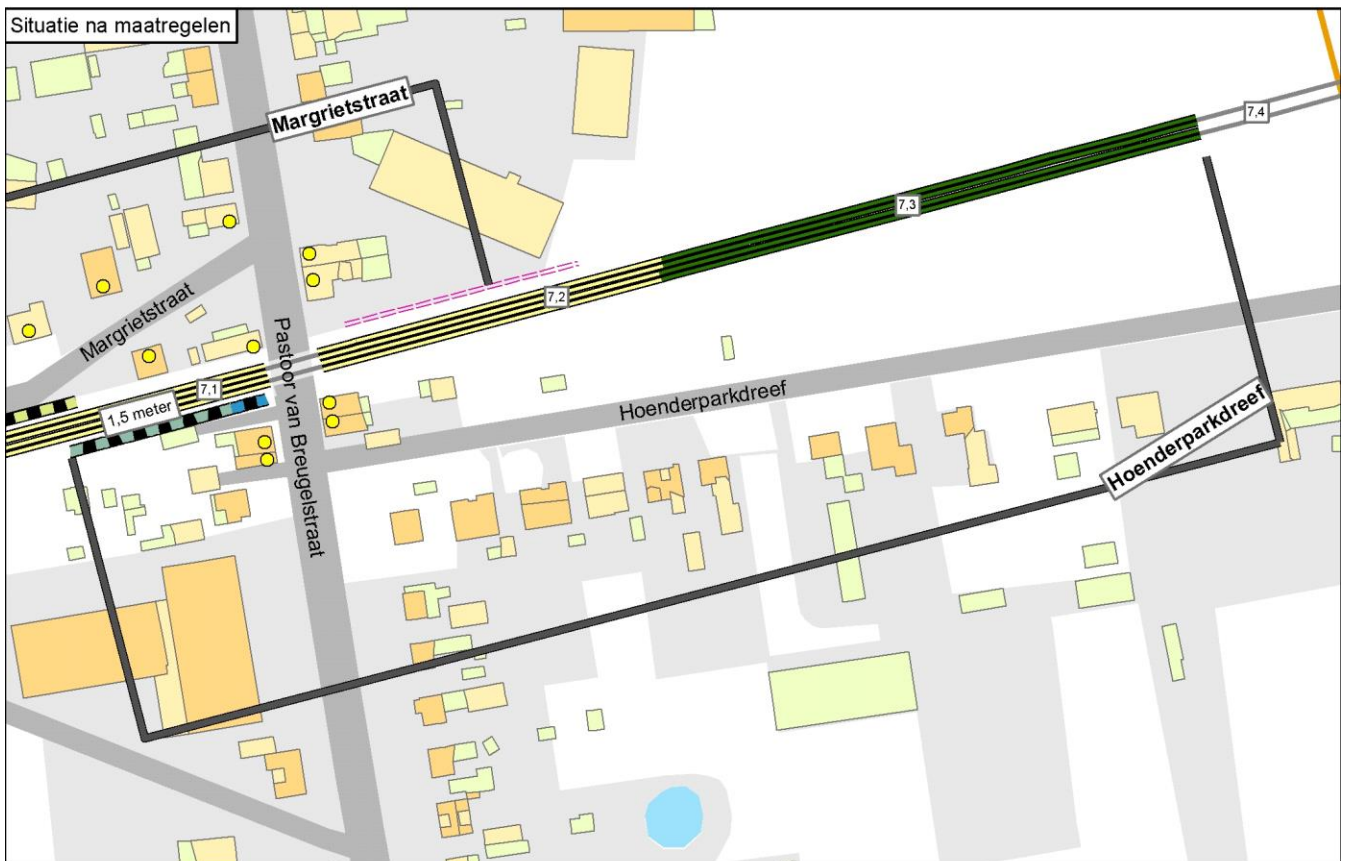 Situatie na maatregelen
Margrietstraat
7,4
7,3
7,2
Margrietstraat
Pastoor van Breugelstraat
7,1
1,5 meter
Hoenderparkdreef
Hoenderparkdreef